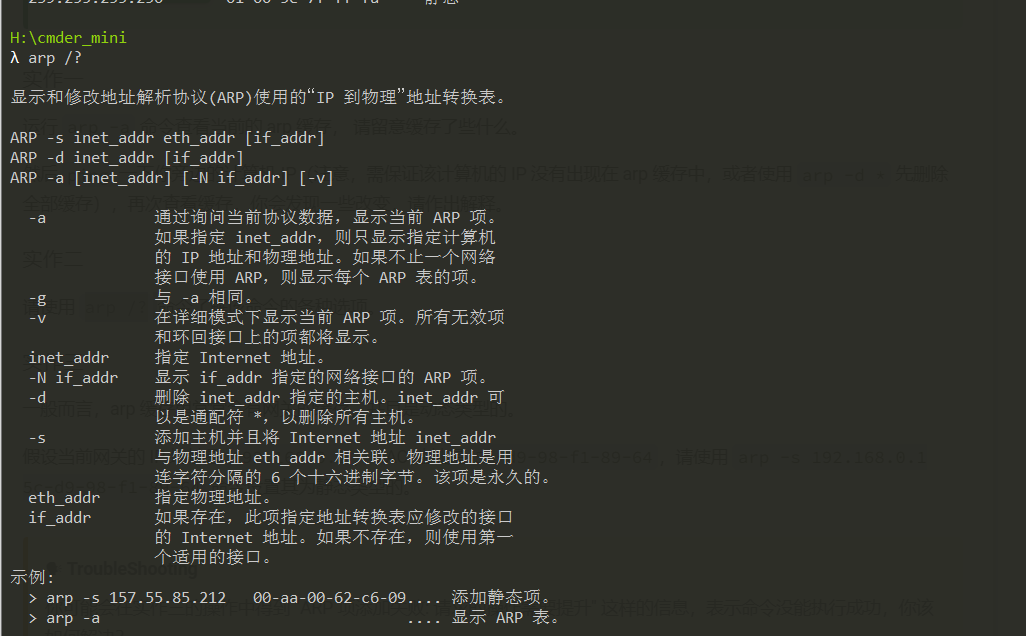 H:\cmder_mini
λ arp /?
显示和修改地址解析协议(ARP)使用的“IP 到物理”地址转换表。
ARP -s inet_addr eth_addr [if_addr]
ARP -d inet_addr [if_addr]
ARP -a [inet_addr] [-N if_addr] [-v]
-a 通过询问当前协议数据，显示当前 ARP 项。
如果指定 inet_addr，则只显示指定计算机
的 IP 地址和物理地址。如果不止一个网络
接口使用 ARP，则显示每个 ARP 表的项。
-g 与 -a 相同。
-v 在详细模式下显示当前 ARP 项。所有无效项
和环回接口上的项都将显示。
inet_addr 指定 Internet 地址。
-N if_addr 显示 if_addr 指定的网络接口的 ARP 项。
-d 删除 inet_addr 指定的主机。inet_addr 可
以是通配符 *，以删除所有主机。
-s 添加主机并且将 Internet 地址 inet_addr
与物理地址 eth_addr 相关联。物理地址是用
连字符分隔的 6 个十六进制字节。该项是永久的。
eth_addr 指定物理地址。
if_addr 如果存在，此项指定地址转换表应修改的接口
的 Internet 地址。如果不存在，则使用第一
个适用的接口。
示例:
> arp -s 157.55.85.212 00-aa-00-62-c6-09.... 添加静态项。
> arp -a .... 显示 ARP 表。